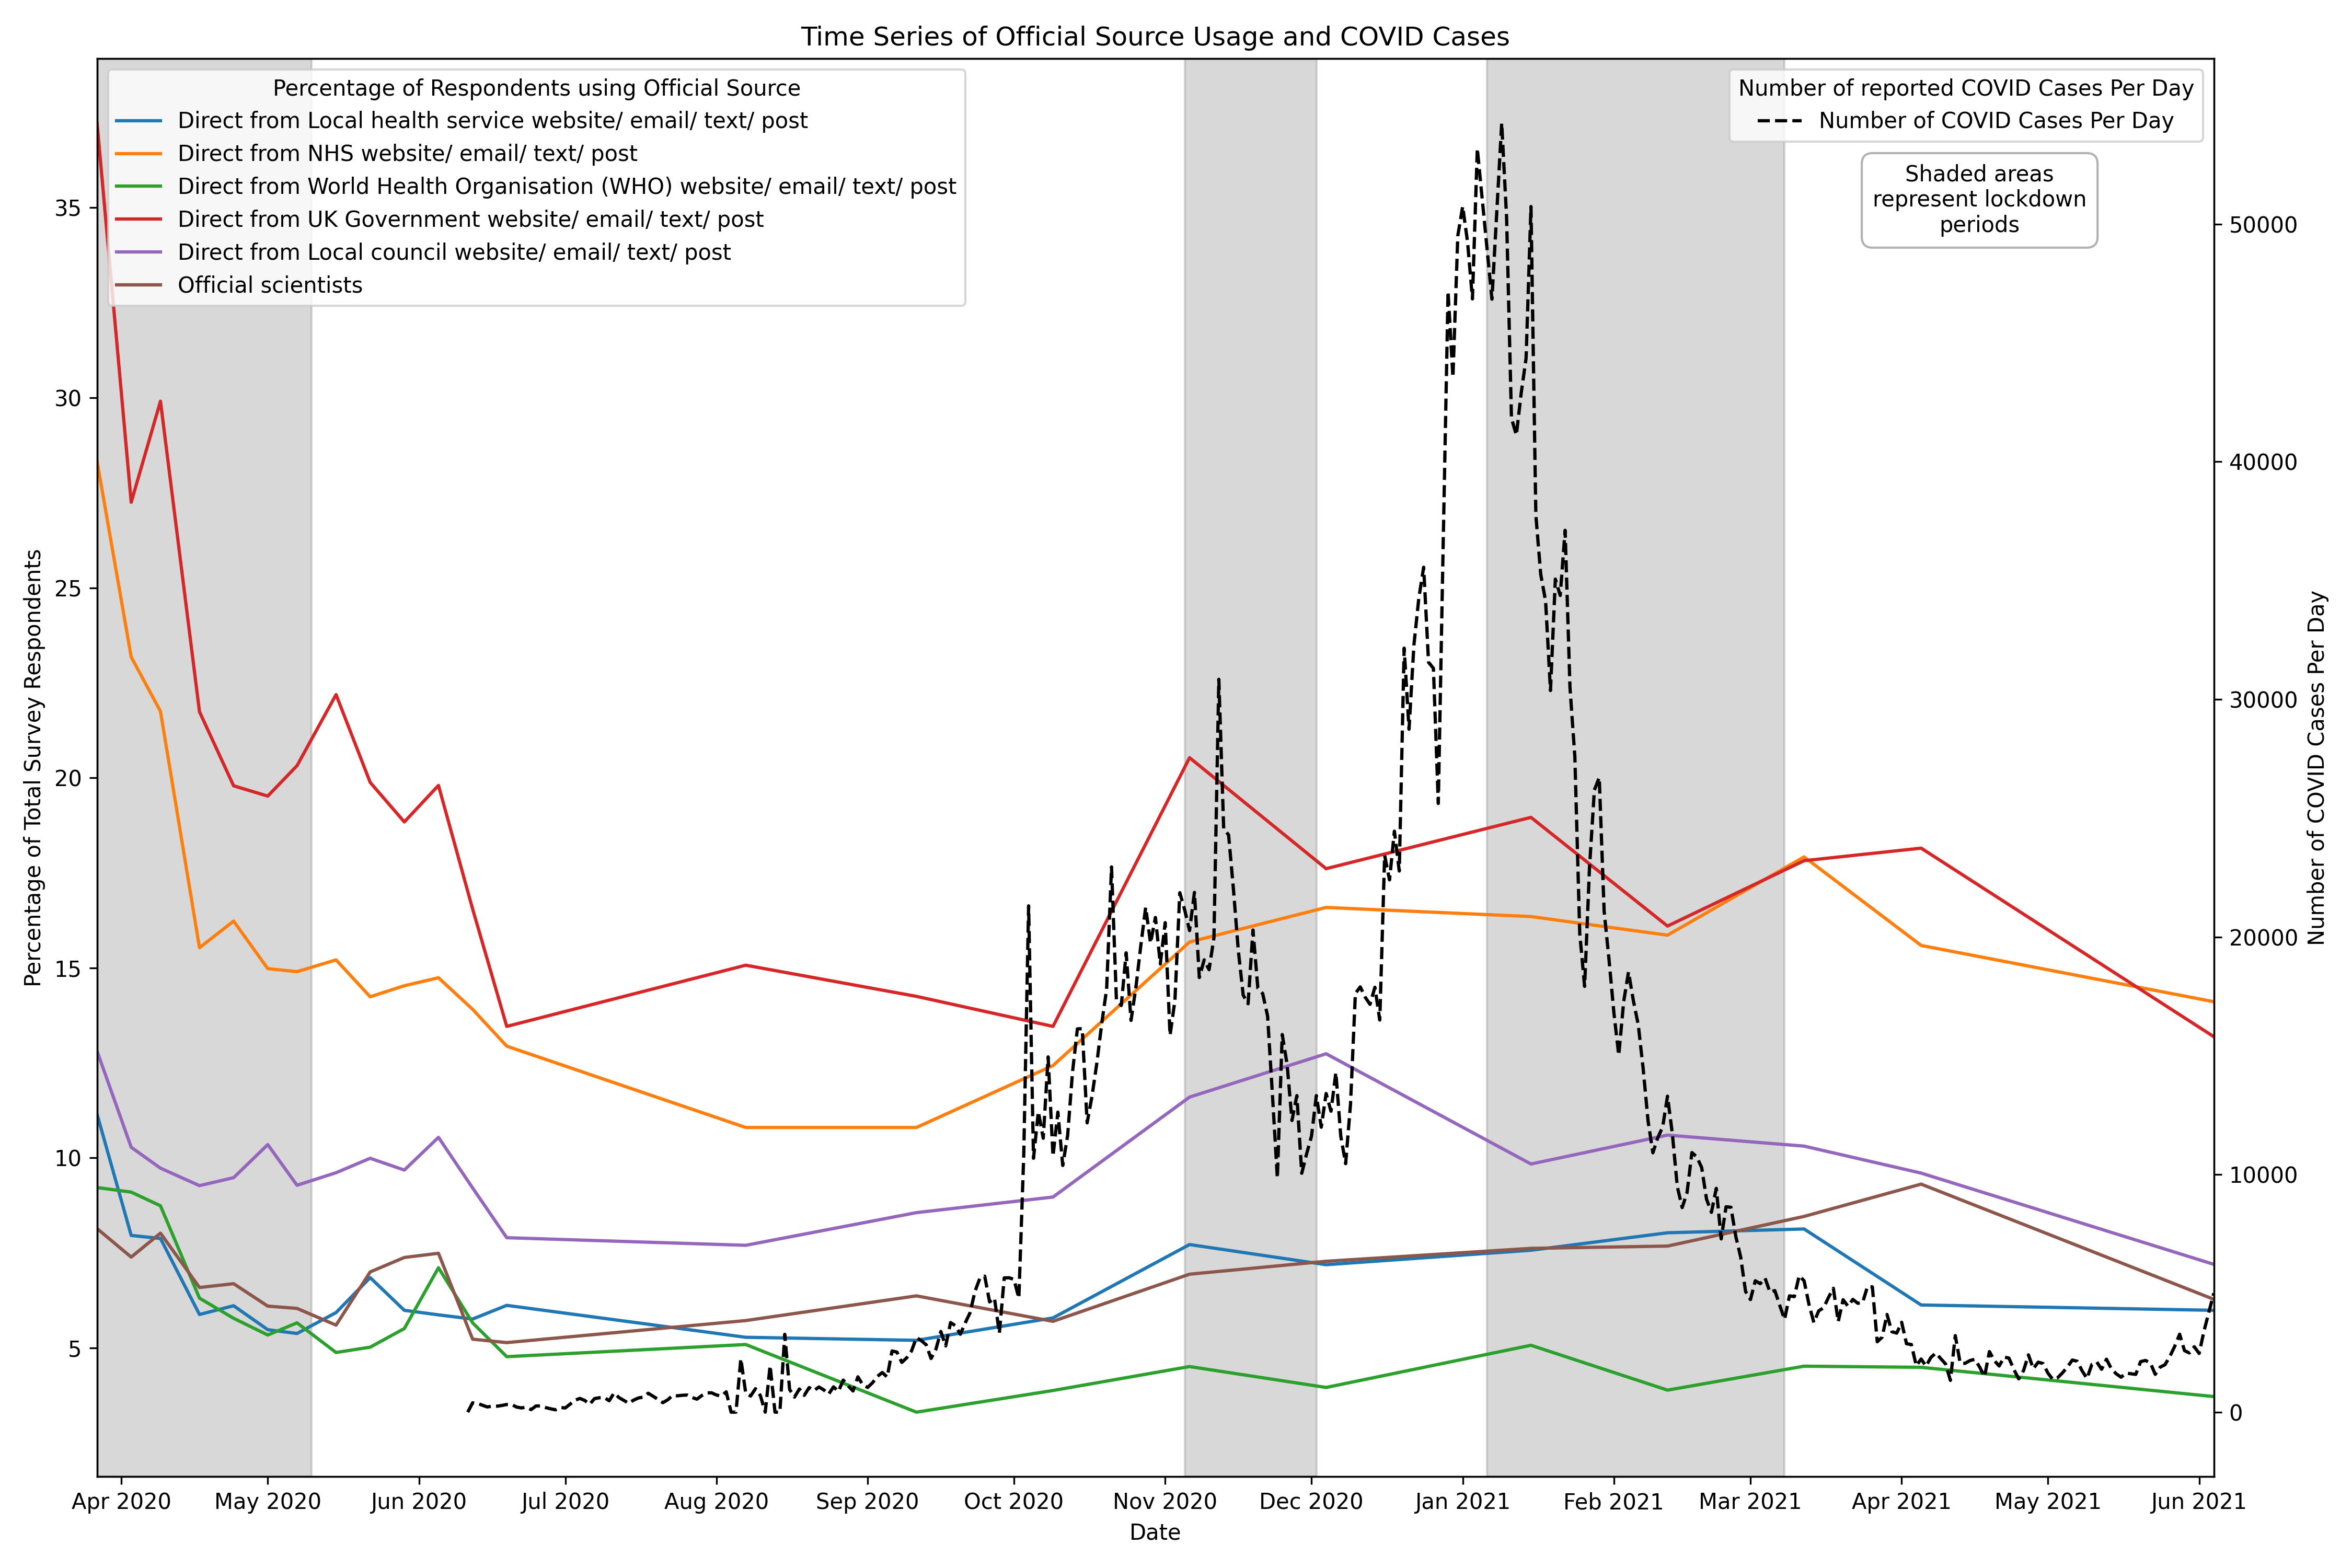 Time Series of Official Source Usage and COVID Cases
Percentage of Respondents using Official Source
Direct from Local health service website/ email/ text/ post
Direct from NHS website/ email/ text/ post
Direct from World Health Organisation (WHO) website/ email/ text/ post
Direct from UK Government website/ email/ text/ post
Direct from Local council website/ email/ text/ post
Official scientists
Number of reported COVID Cases Per Day
Number of COVID Cases Per Day
Shaded areas
represent lockdown
periods
Percentage of Total Survey Respondents
35
30
25
20
15
10
5
50000
40000
30000
20000
10000
0
Number of COVID Cases Per Day
Apr 2020 May 2020 Jun 2020 Jul 2020 Aug 2020 Sep 2020 Oct 2020 Nov 2020 Dec 2020 Jan 2021 Feb 2021 Mar 2021 Apr 2021 May 2021 Jun 2021
Date